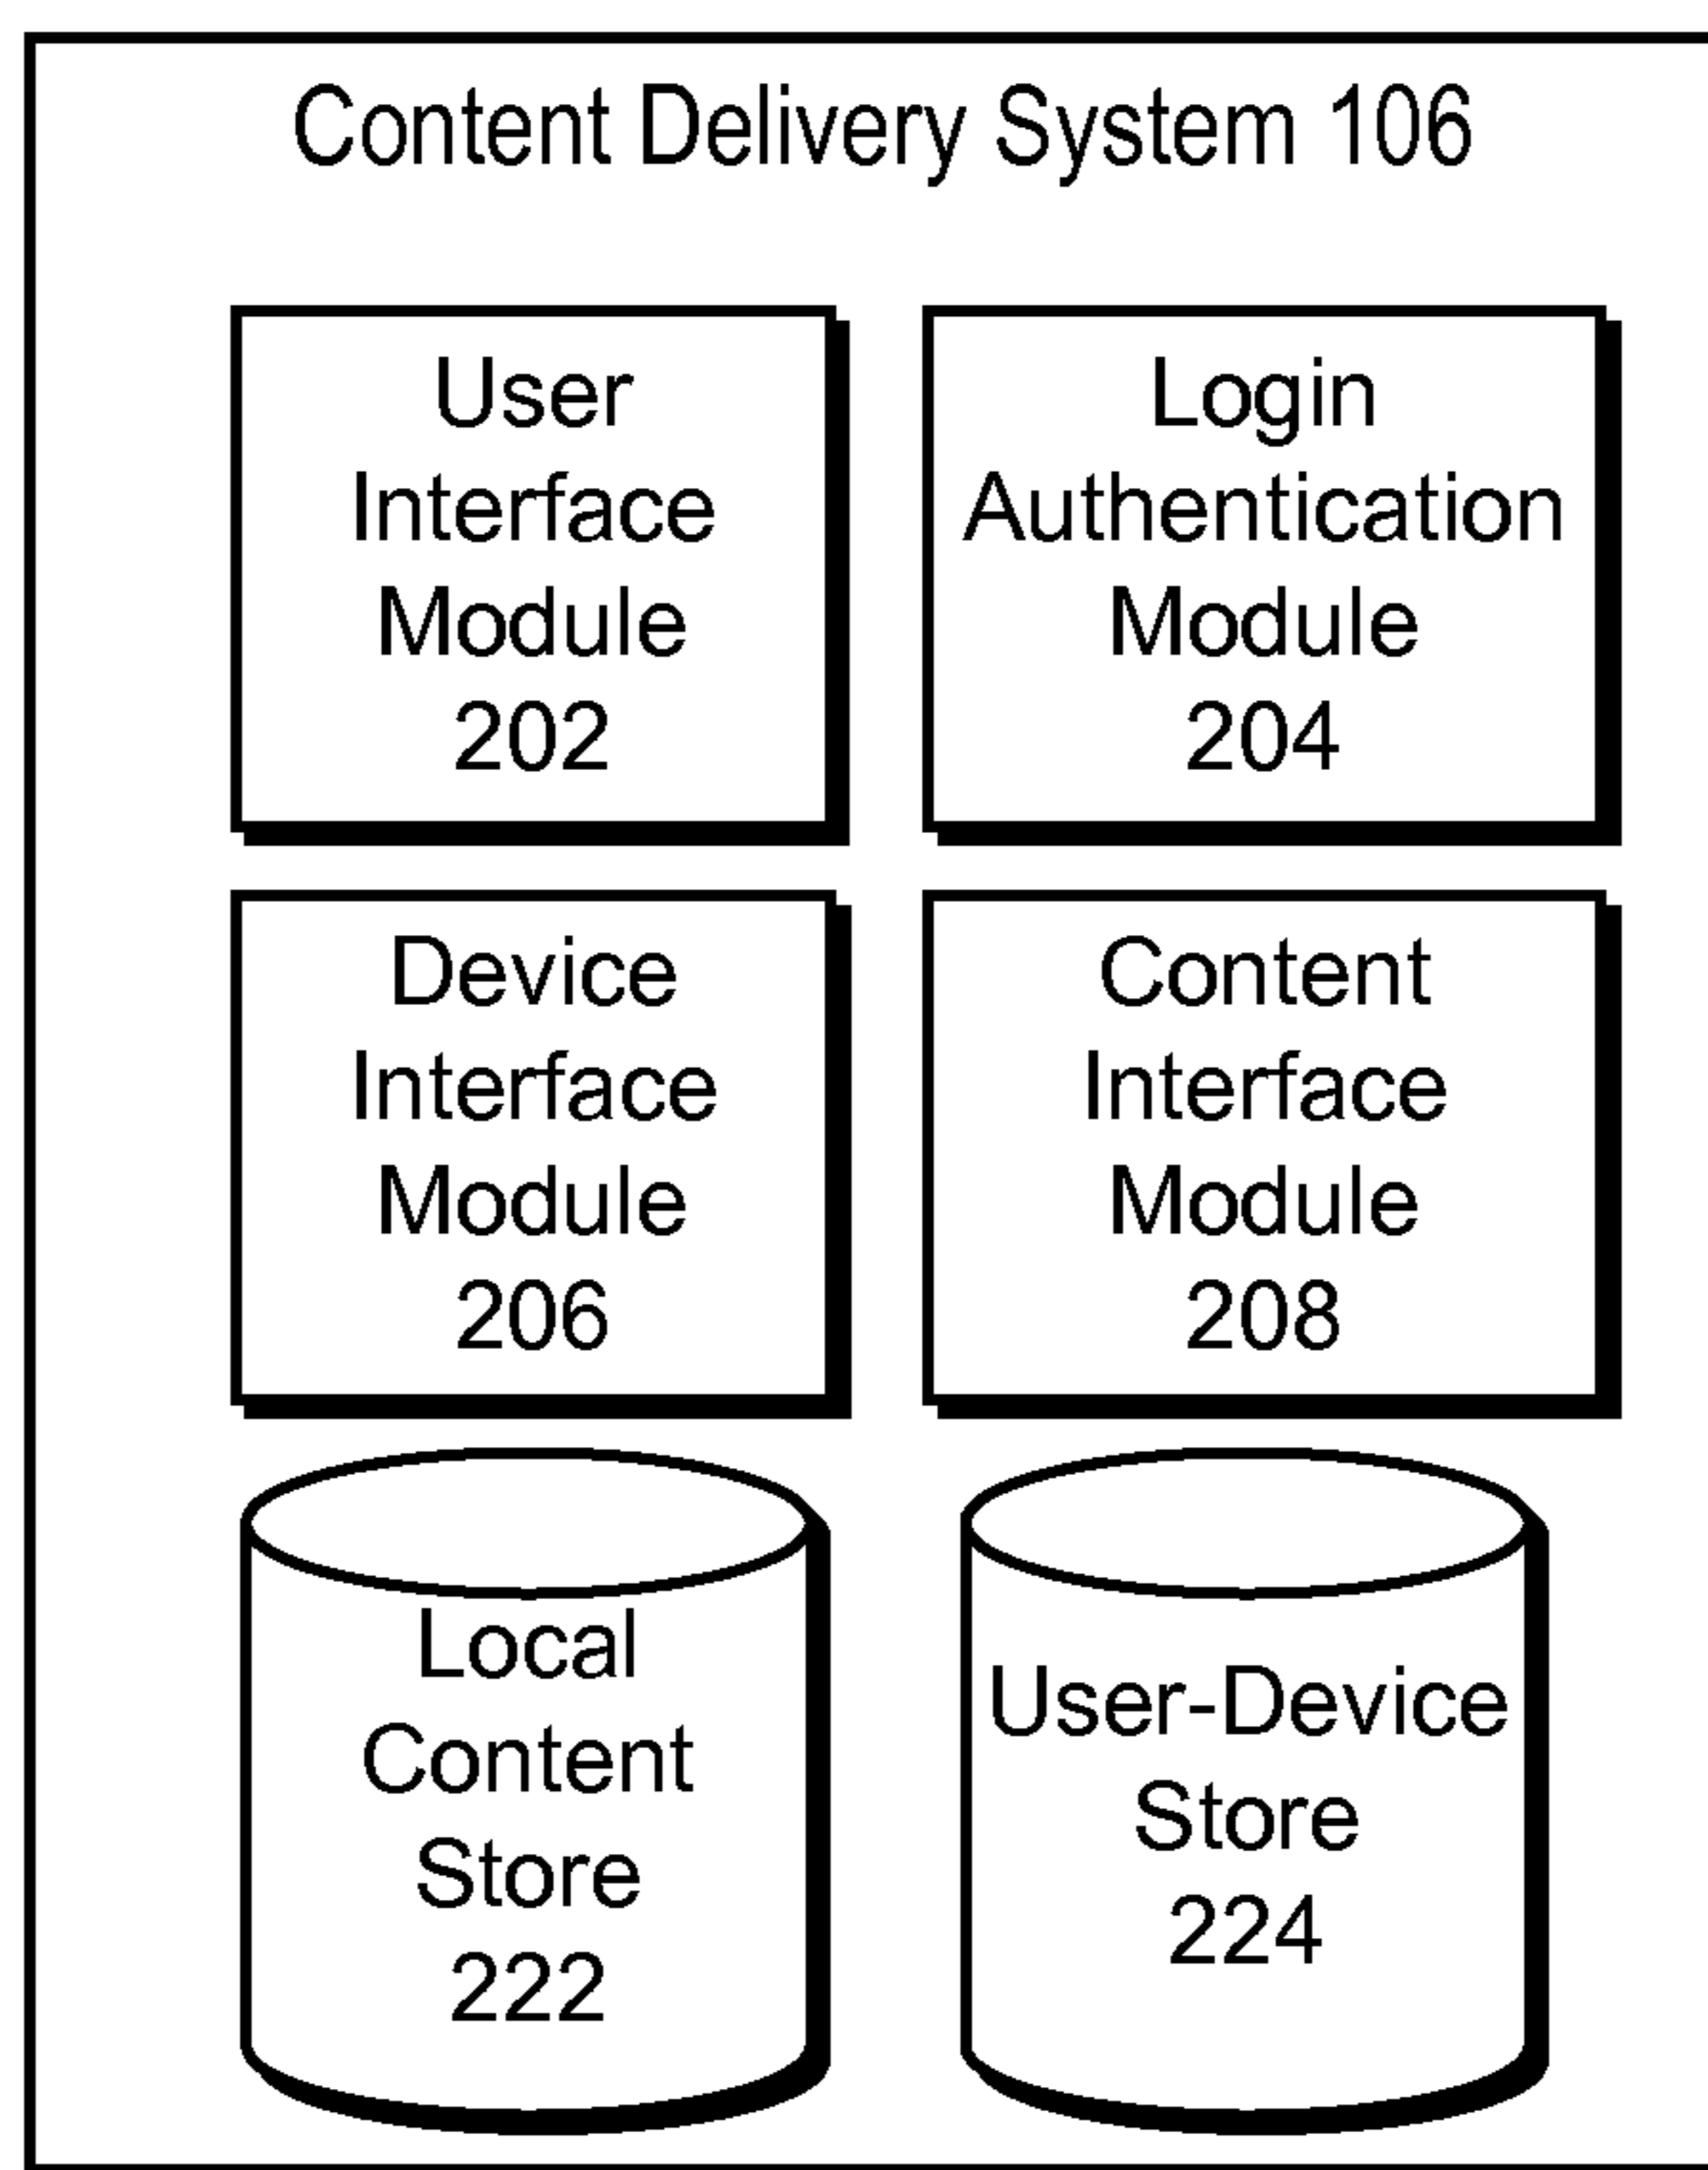 Content Delivery System 106
User
Interface
Module
202
Login
Authentication
Module
204
Device
Interface
Module
206
Content
Interface
Module
208
Local
Content
Store
222
User-Device
Store
224